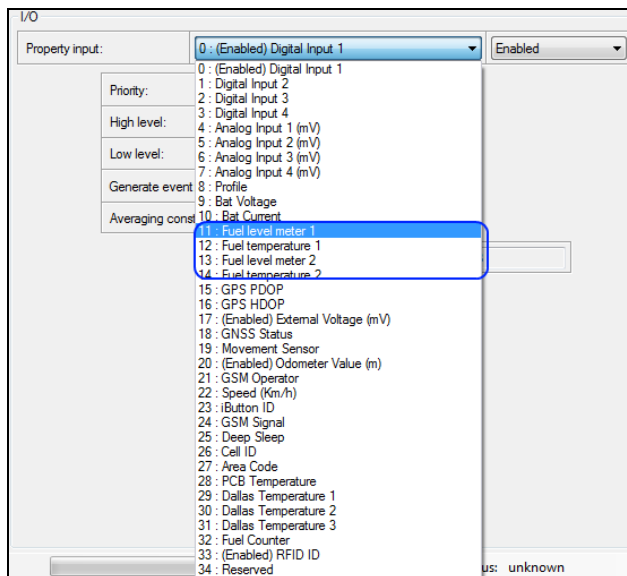 I/O
Property input:
0 : (Enabled) Digital Input 1
Enabled
0 : (Enabled) Digital Input 1
1 : Digital Input 2
Priority:
2 : Digital Input 3
3 : Digital Input 4
High level:
4 : Analog Input 1 (mV)
5 : Analog Input 2 (mV)
Low level:
6 : Analog Input 3 (mV)
7 : Analog Input 4 (mV)
Generate event
8 : Profile
9 : Bat Voltage
Averaging const
10 : Bat Current
11 : Fuel level meter 1
12 : Fuel temperature 1
13 : Fuel level meter 2
14 : Fuel temperature 2
15 : GPS PDOP
16 : GPS HDOP
17 : (Enabled) External Voltage (mV)
18 : GNSS Status
19 : Movement Sensor
20 : (Enabled) Odometer Value (m)
21 : GSM Operator
22 : Speed (Km/h)
23 : iButton ID
24 : GSM Signal
25 : Deep Sleep
26 : Cell ID
27 : Area Code
28 : PCB Temperature
29 : Dallas Temperature 1
30 : Dallas Temperature 2
31 : Dallas Temperature 3
32 : Fuel Counter
33 : (Enabled) RFID ID
34 : Reserved
us: unknown